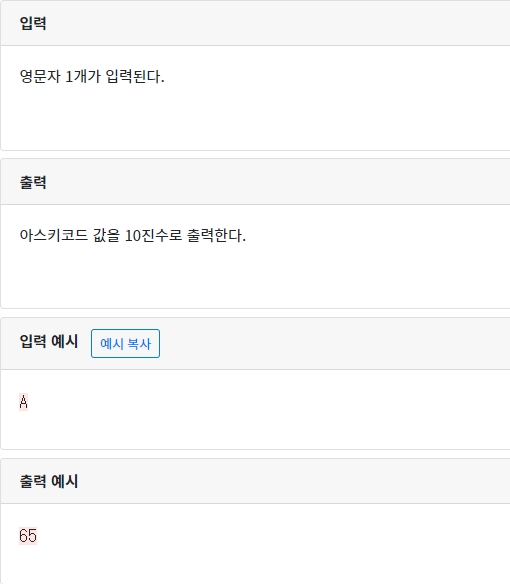 입력
영문자 1개가 입력된다.
출력
아스키코드 값을 10진수로 출력한다.
입력 예시 예시 복사
A
출력 예시
65